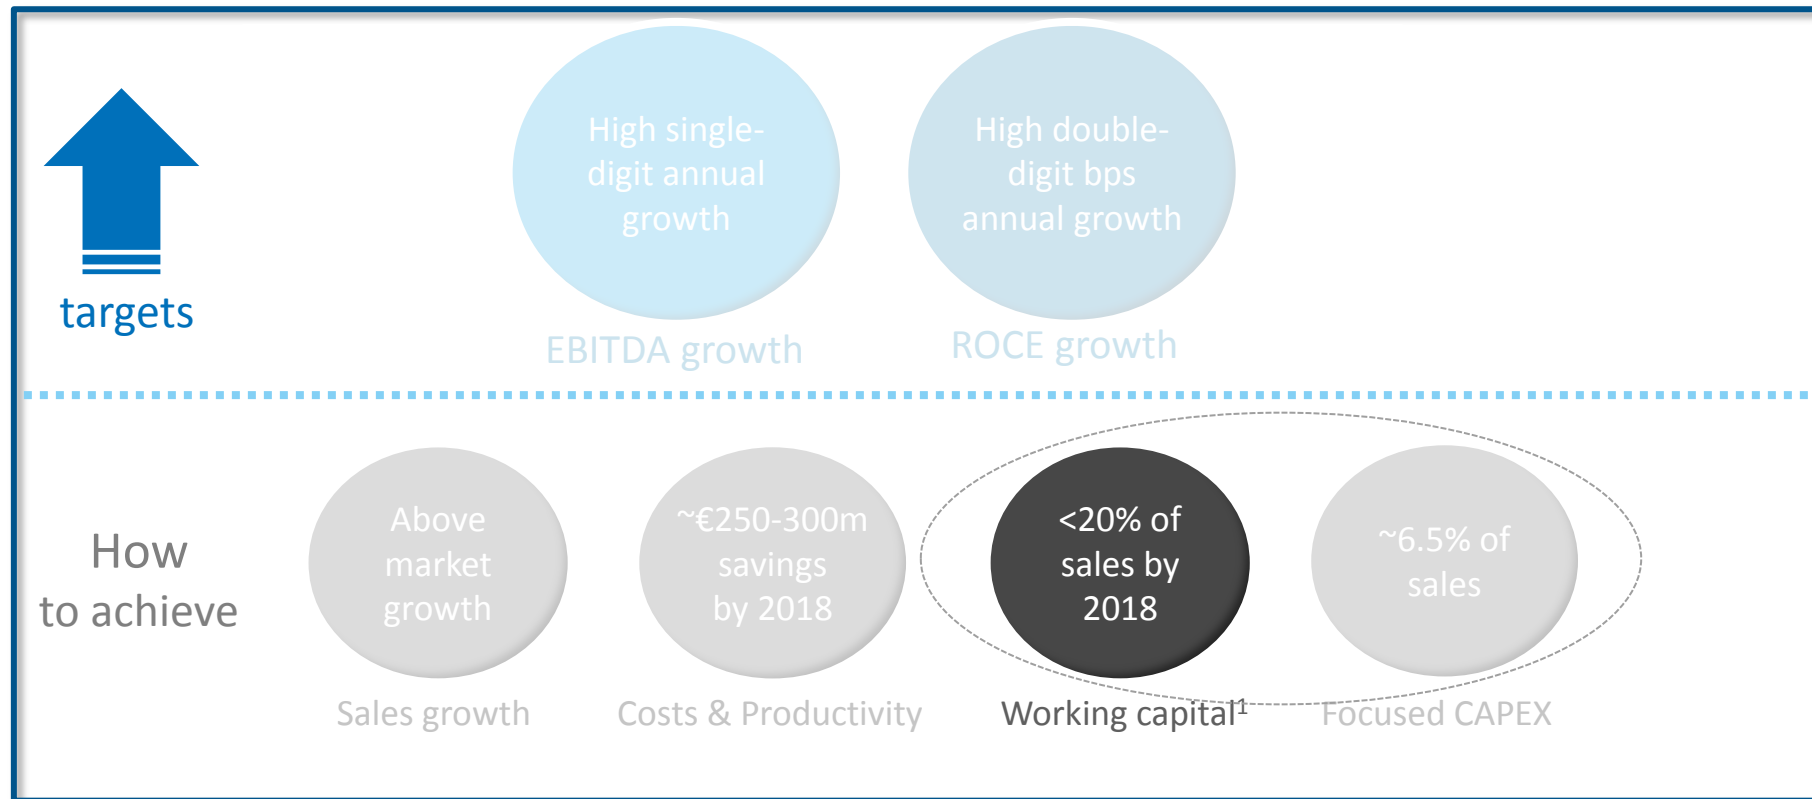 High single-
digit annual
growth
High double-
digit bps
annual growth
targets
EBITDA growth
ROCE growth
How
to achieve
Above
market
growth
~€250-300m
savings
by 2018
<20% of
sales by
2018
~6.5% of
sales
Sales growth
Costs & Productivity
Working capital¹
Focused CAPEX